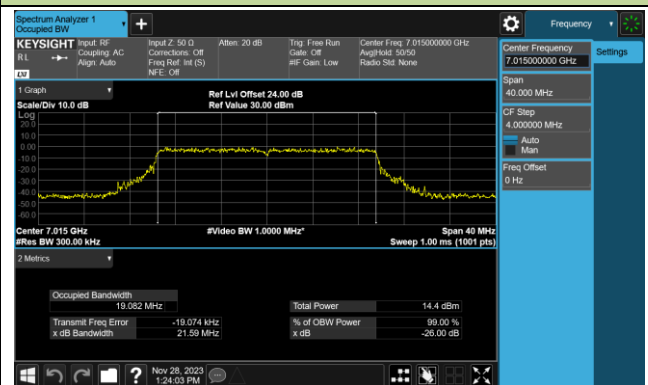 Spectrum Analyzer 1
Occupied BW
Frequency
KEYSIGHT
Input: RF
Input Z: 50 Ω
Atten: 20 dB
Trig: Free Run
Center Freq: 7.015000000 GHz
RL
Coupling: AC
Corrections: Off
Gate: Off
Avg|Hold: 50/50
Align: Auto
Freq Ref: Int (S)
#IF Gain: Low
Radio Std: None
NFE: Off
LXI
Center Frequency
7.015000000 GHz
Settings
Span
40.000 MHz
CF Step
4.000000 MHz
Auto
Man
Freq Offset
0 Hz
1 Graph
Ref Lvl Offset 24.00 dB
Scale/Div 10.0 dB
Ref Value 30.00 dBm
Log
20.0
10.0
0.00
-10.0
-20.0
-30.0
-40.0
-50.0
-60.0
Center 7.015 GHz
#Video BW 1.0000 MHz*
Span 40 MHz
#Res BW 300.00 kHz
Sweep 1.00 ms (1001 pts)
2 Metrics
Occupied Bandwidth
19.082 MHz
Total Power
14.4 dBm
Transmit Freq Error
-19.074 kHz
% of OBW Power
99.00 %
x dB Bandwidth
21.59 MHz
x dB
-26.00 dB
?
Nov 28, 2023
1:24:03 PM